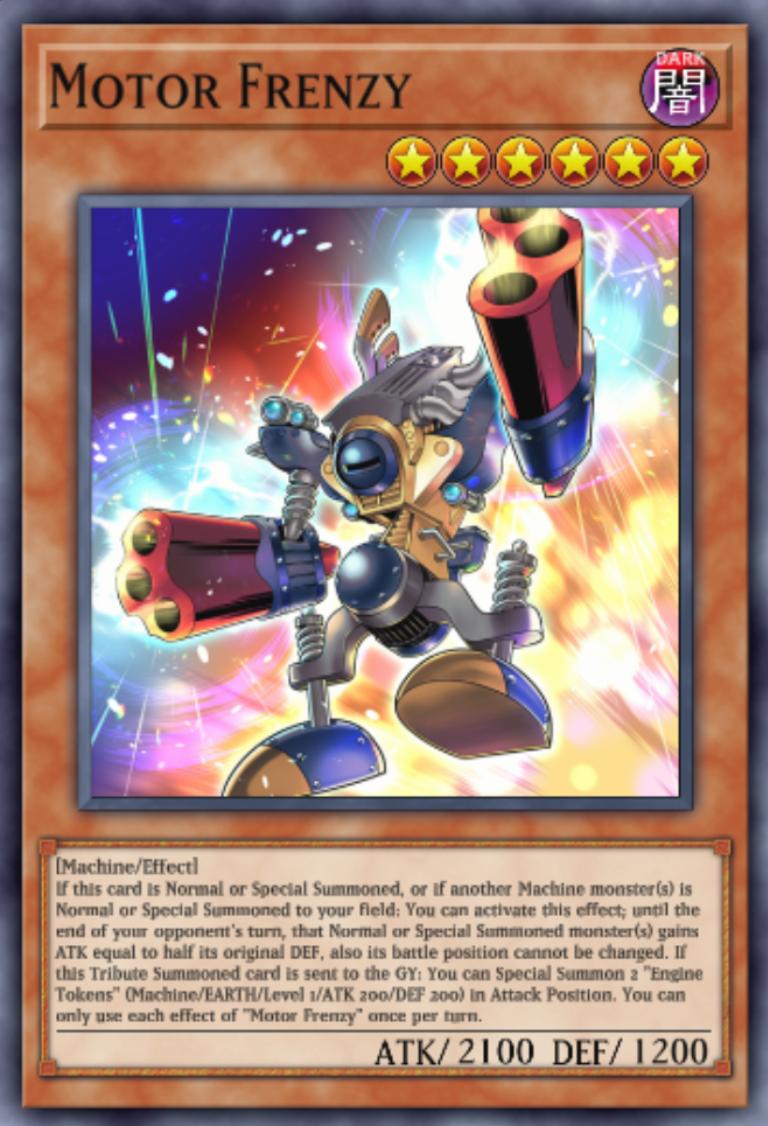 Motor Frenzy
DARK
闇
[Machine/Effect]
If this card is Normal or Special Summoned, or if another Machine monster(s) is
Normal or Special Summoned to your field: You can activate this effect; until the
end of your opponent's turn, that Normal or Special Summoned monster(s) gains
ATK equal to half its original DEF, also its battle position cannot be changed. If
this Tribute Summoned card is sent to the GY: You can Special Summon 2 "Engine
Tokens" (Machine/EARTH/Level 1/ATK 200/DEF 200) in Attack Position. You can
only use each effect of "Motor Frenzy" once per turn.
ATK/ 2100 DEF/ 1200